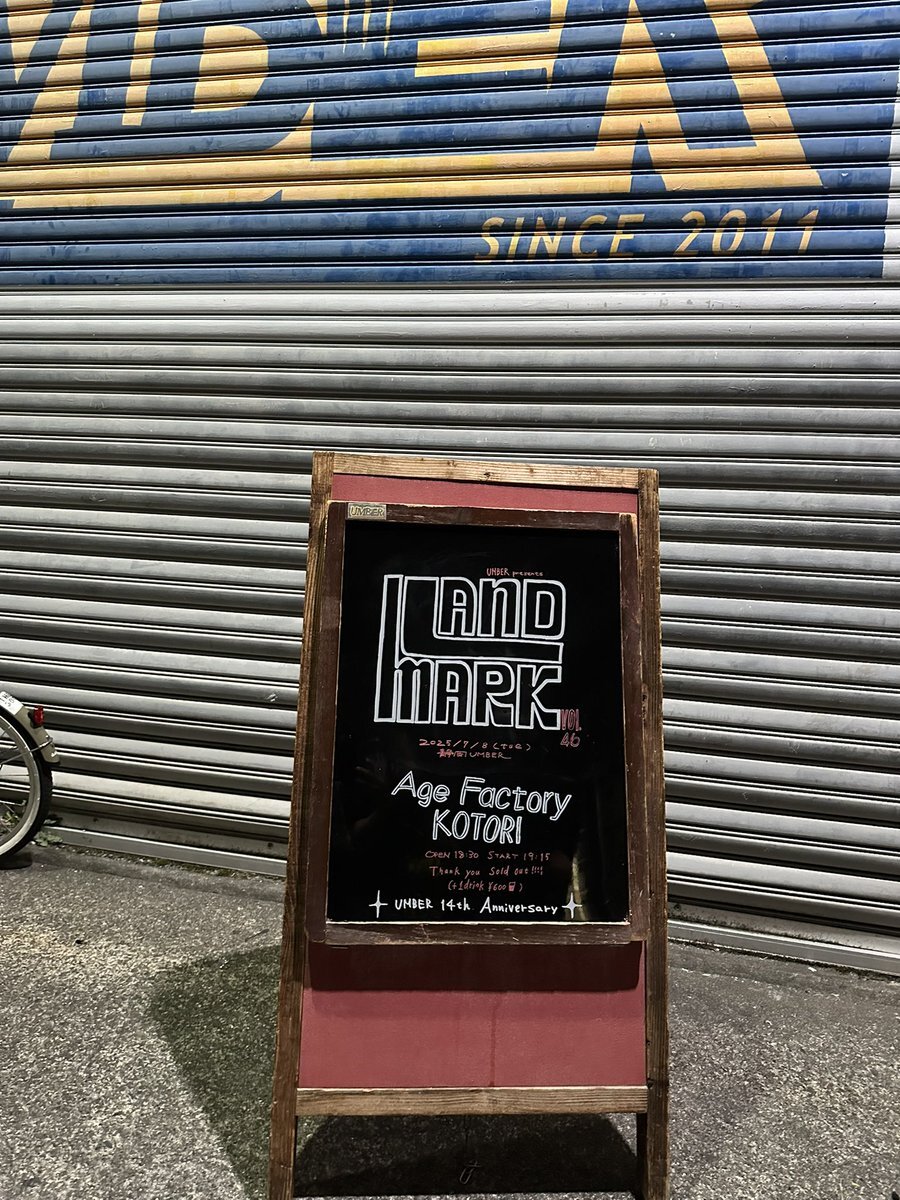 UMBER
SINCE 2011
UMBER
UMBER presents
LAND
MARK
VOL.
46
2025/7/8(TUE)
静岡UMBER
Age Factory
KOTORI
OPEN 18:30 START 19:15
Thank you Sold out!!!!
(+1drink ¥600)
UMBER 14th Anniversary